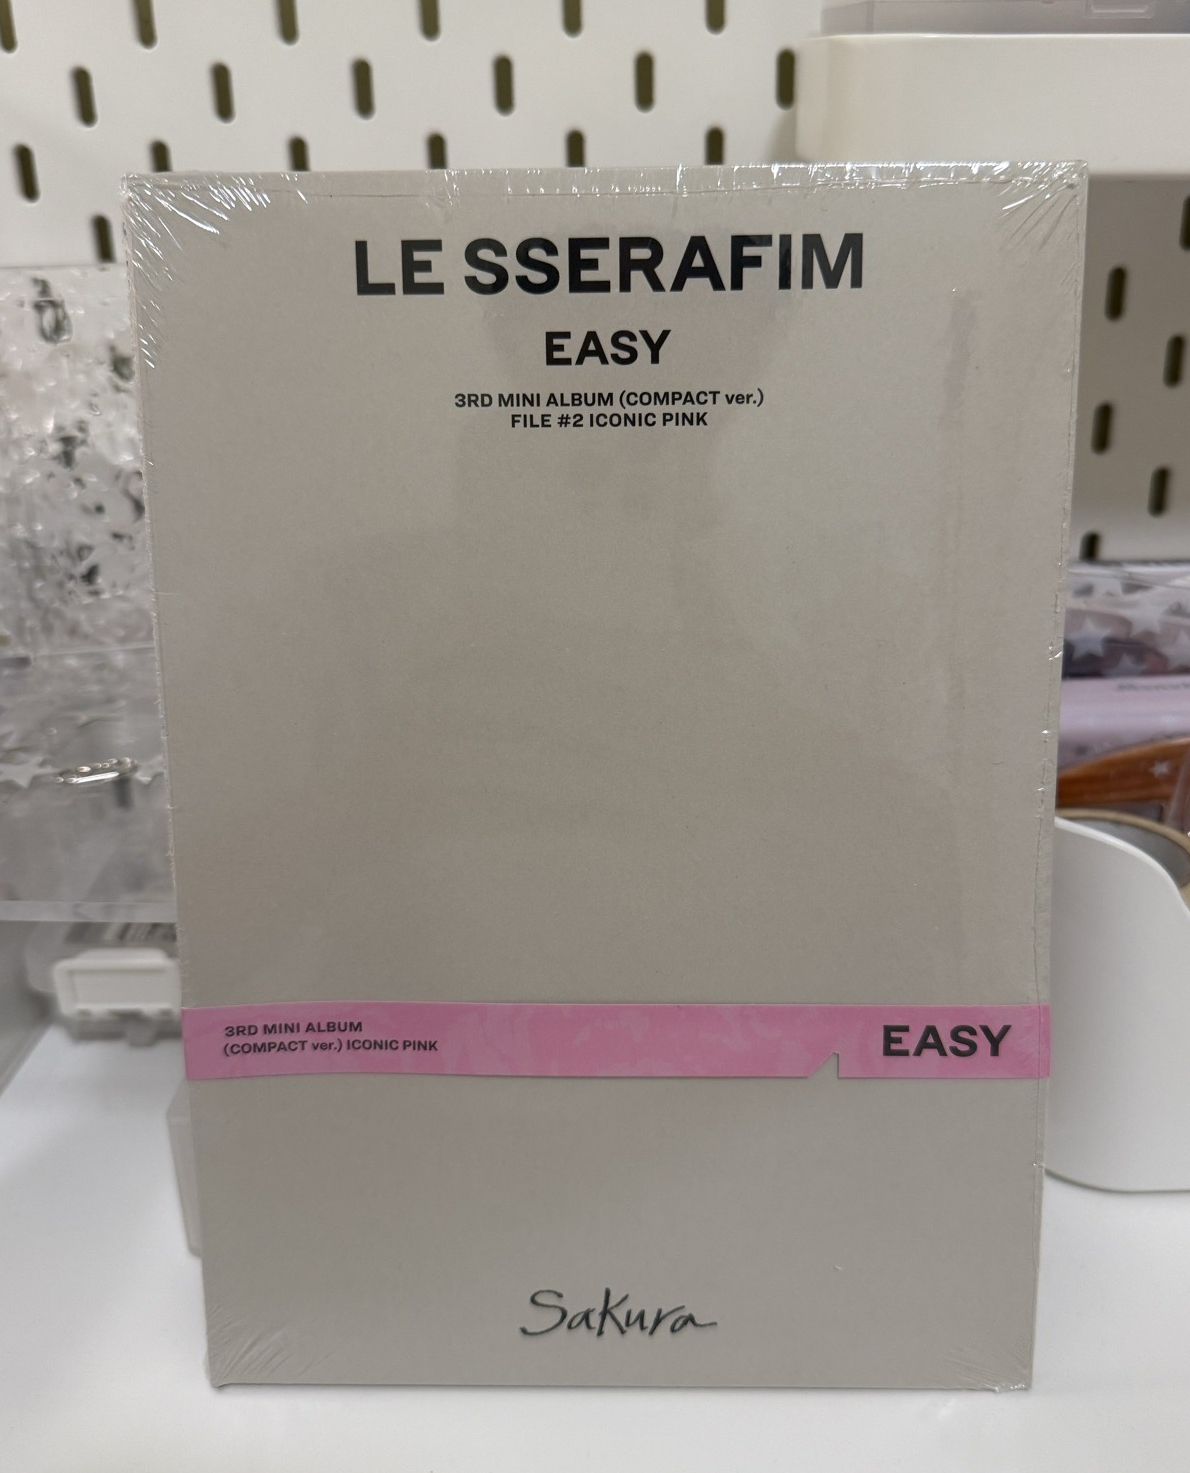 LE SSERAFIM
EASY
3RD MINI ALBUM (COMPACT ver.)
FILE #2 ICONIC PINK
3RD MINI ALBUM
(COMPACT ver.) ICONIC PINK
EASY
Sakura